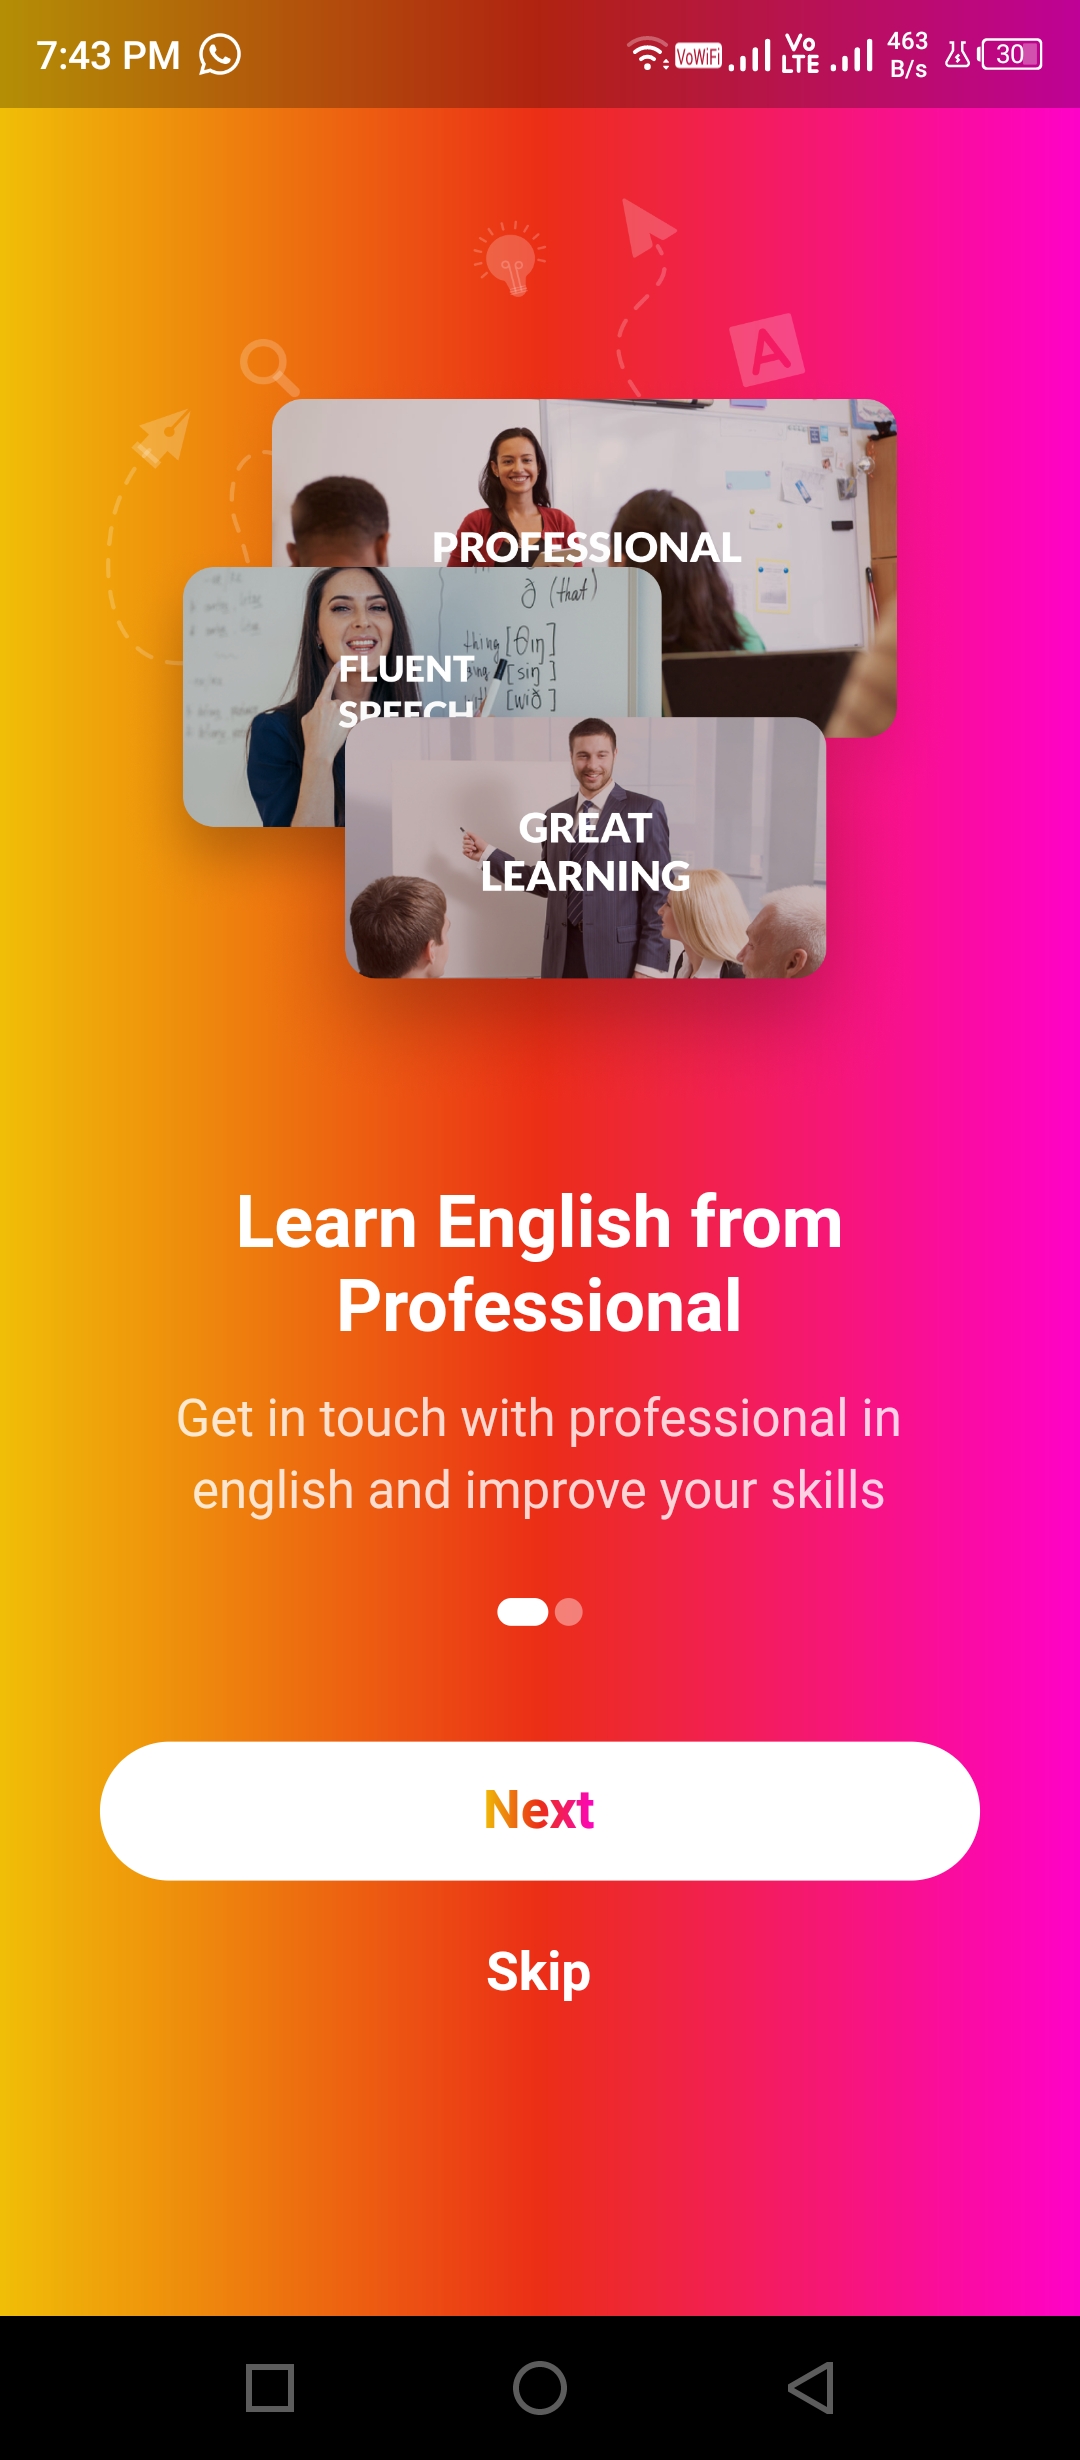 7:43 PM
VoWiFi
Vo
LTE
463
B/s
30
A
PROFESSIONAL
ð (that)
thing [θιη]
[siŋ]
[wið]
FLUENT
SPEECH
GREAT
LEARNING
Learn English from
Professional
Get in touch with professional in
english and improve your skills
Next
Skip